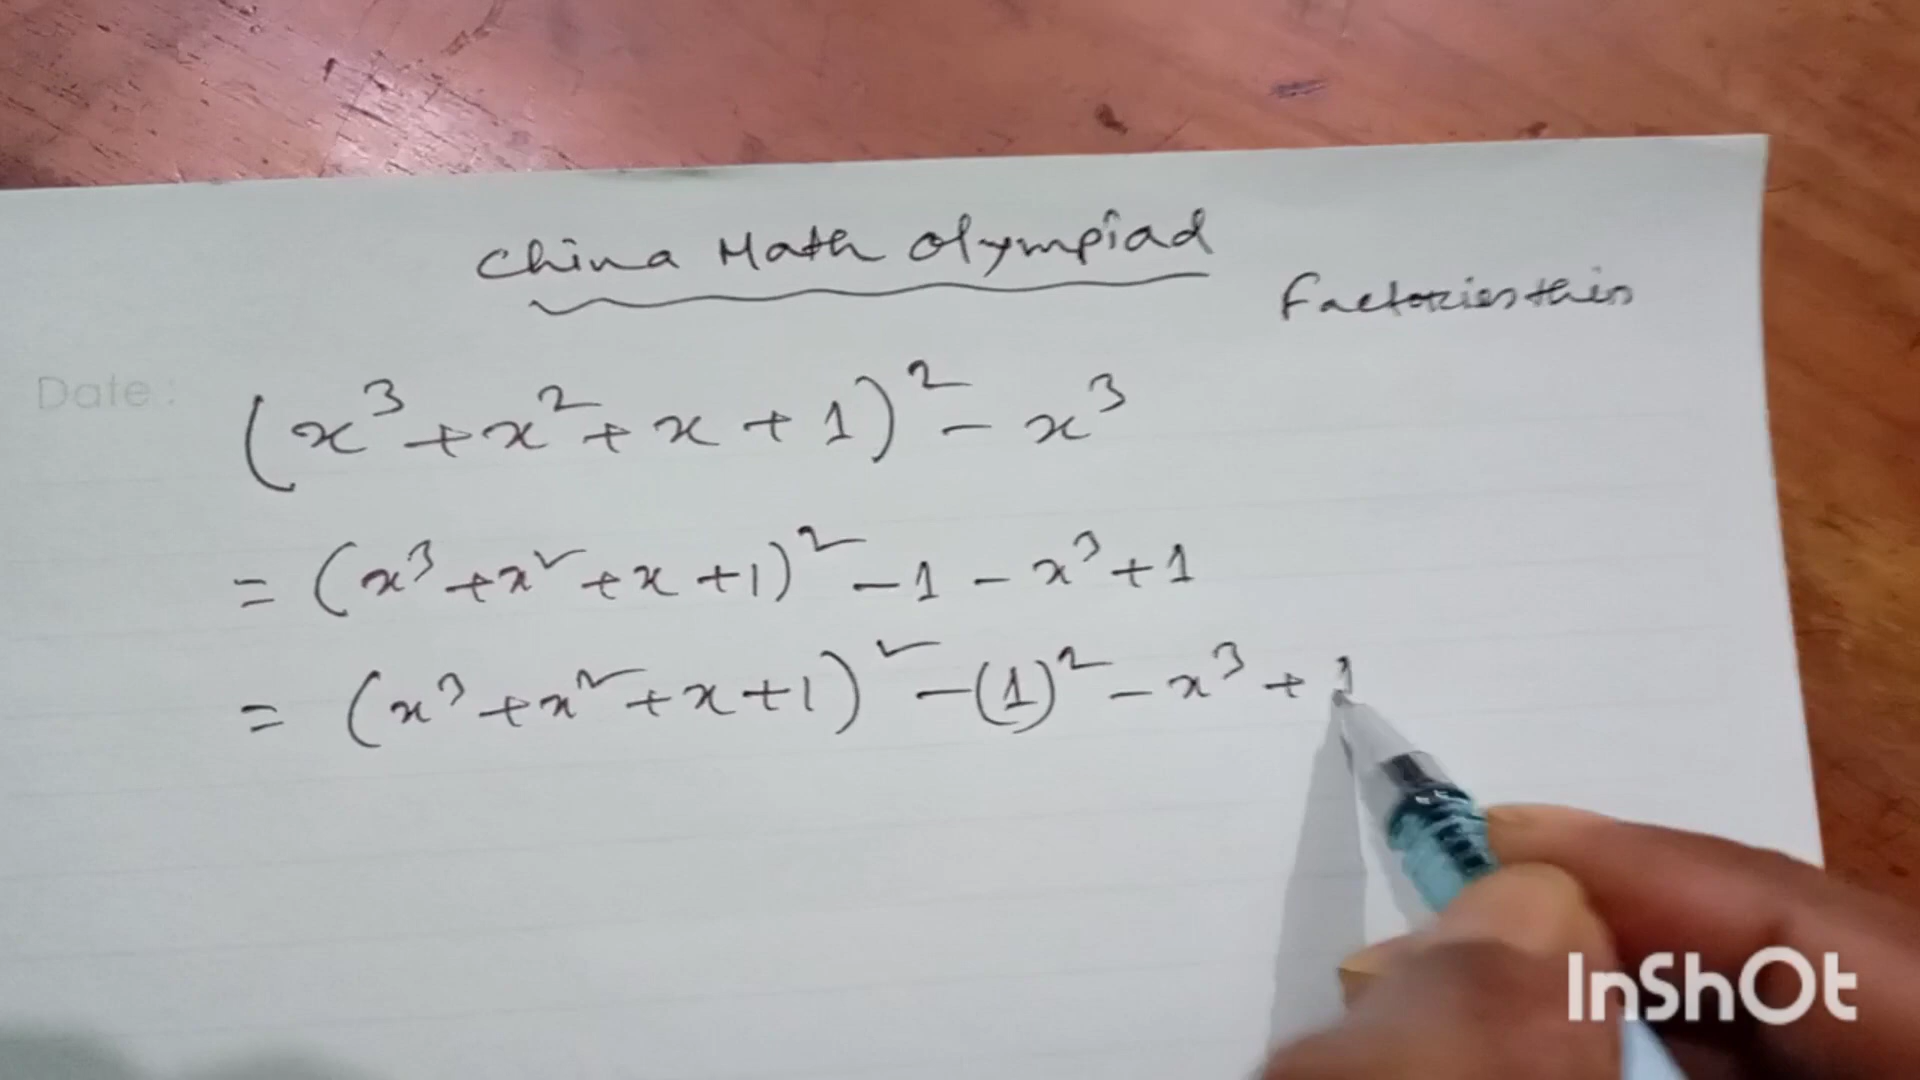 China Math Olympiad
Factories this
Date :
(x³ + x² + x + 1)² - x³
= (x³ + x² + x + 1)² - 1 - x³ + 1
= (x³ + x² + x + 1)² - (1)² - x³ + 1
InShOt